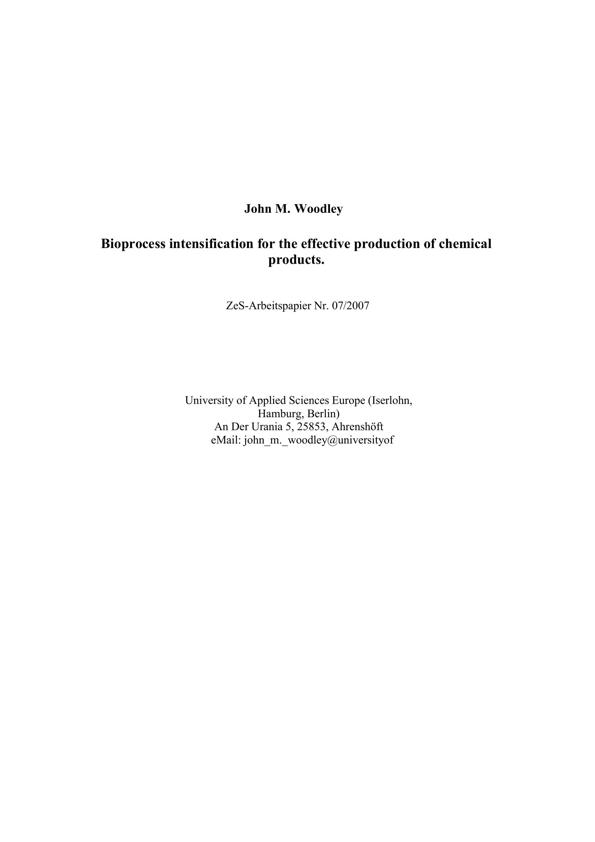 John M. Woodley
Bioprocess intensification for the effective production of chemical
products.
ZeS-Arbeitspapier Nr. 07/2007
University of Applied Sciences Europe (Iserlohn,
Hamburg, Berlin)
An Der Urania 5, 25853, Ahrenshöft
eMail: john_m._woodley@universityof